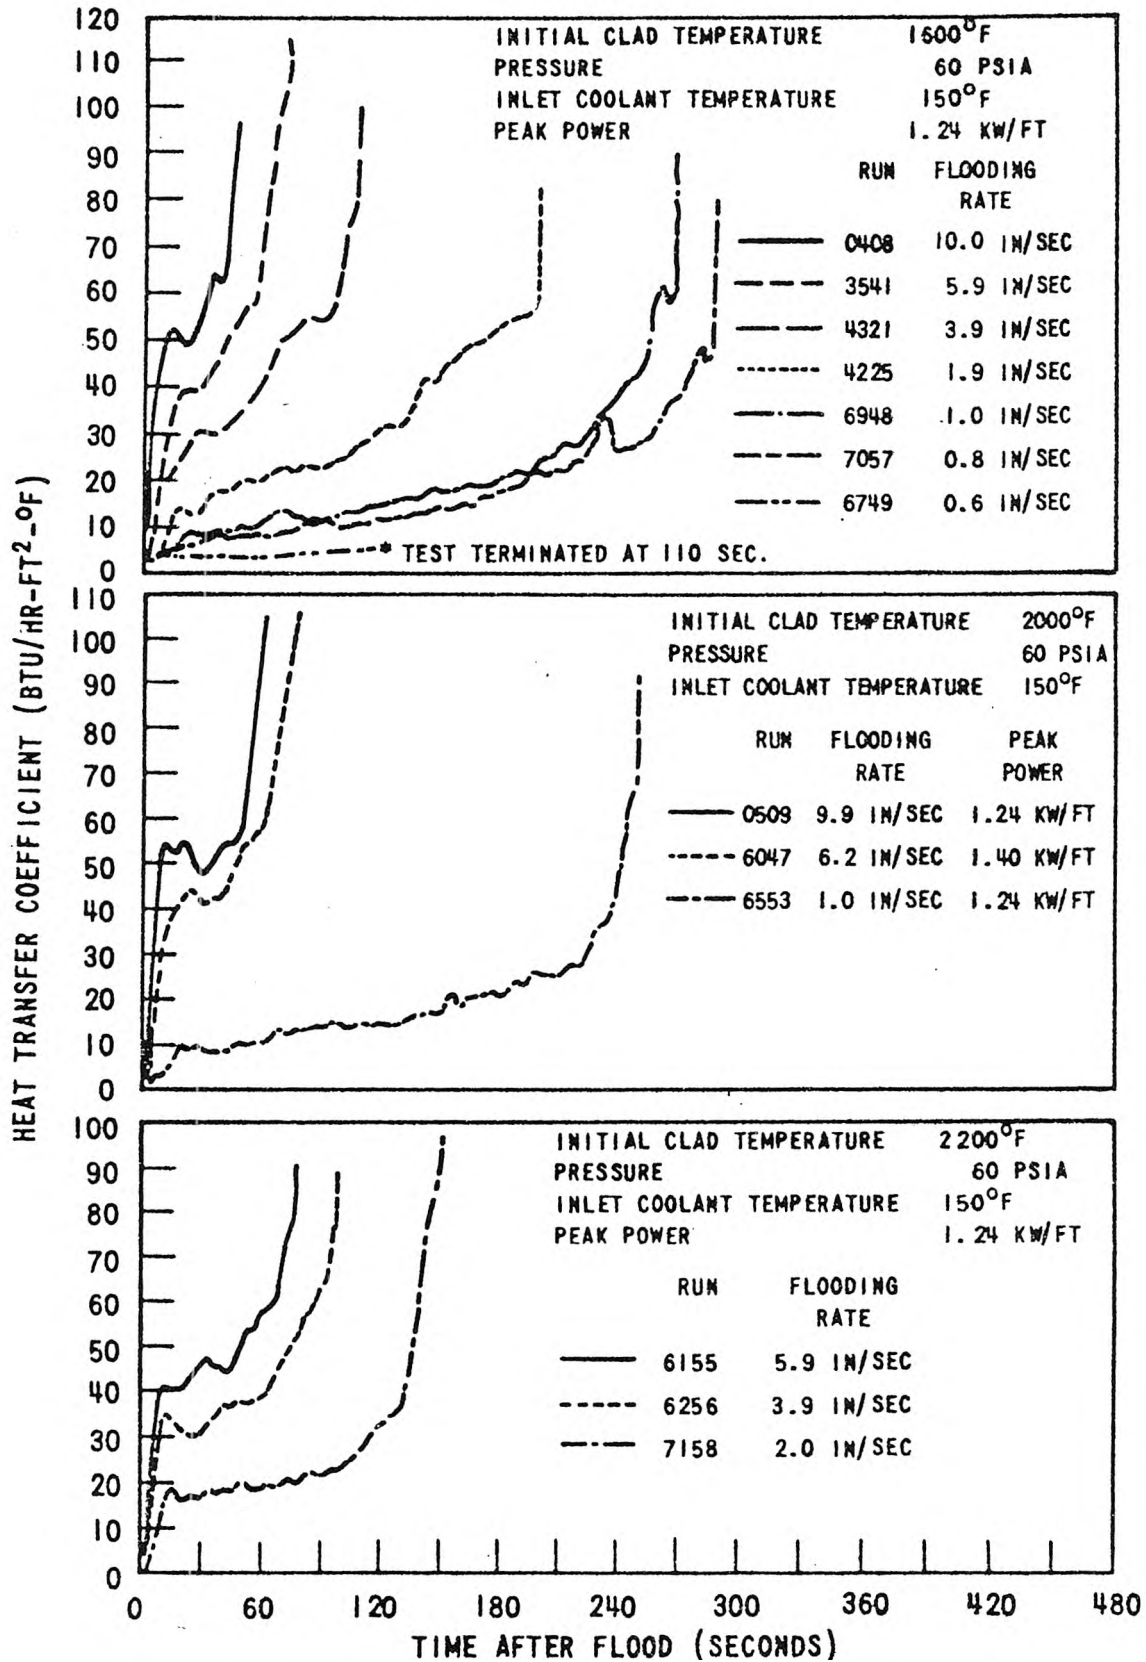 HEAT TRANSFER COEFFICIENT (BTU/HR-FT²-°F)
120
110
100
90
80
70
60
50
40
30
20
10
0
INITIAL CLAD TEMPERATURE 1600°F
PRESSURE 60 PSIA
INLET COOLANT TEMPERATURE 150°F
PEAK POWER 1.24 KW/FT
RUN FLOODING
RATE
0408 10.0 IN/SEC
3541 5.9 IN/SEC
4321 3.9 IN/SEC
4225 1.9 IN/SEC
6948 1.0 IN/SEC
7057 0.8 IN/SEC
6749 0.6 IN/SEC
* TEST TERMINATED AT 110 SEC.
110
100
90
80
70
60
50
40
30
20
10
0
INITIAL CLAD TEMPERATURE 2000°F
PRESSURE 60 PSIA
INLET COOLANT TEMPERATURE 150°F
RUN FLOODING PEAK
RATE POWER
0509 9.9 IN/SEC 1.24 KW/FT
6047 6.2 IN/SEC 1.40 KW/FT
6553 1.0 IN/SEC 1.24 KW/FT
100
90
80
70
60
50
40
30
20
10
0
INITIAL CLAD TEMPERATURE 2200°F
PRESSURE 60 PSIA
INLET COOLANT TEMPERATURE 150°F
PEAK POWER 1.24 KW/FT
RUN FLOODING
RATE
6155 5.9 IN/SEC
6256 3.9 IN/SEC
7158 2.0 IN/SEC
0 60 120 180 240 300 360 420 480
TIME AFTER FLOOD (SECONDS)